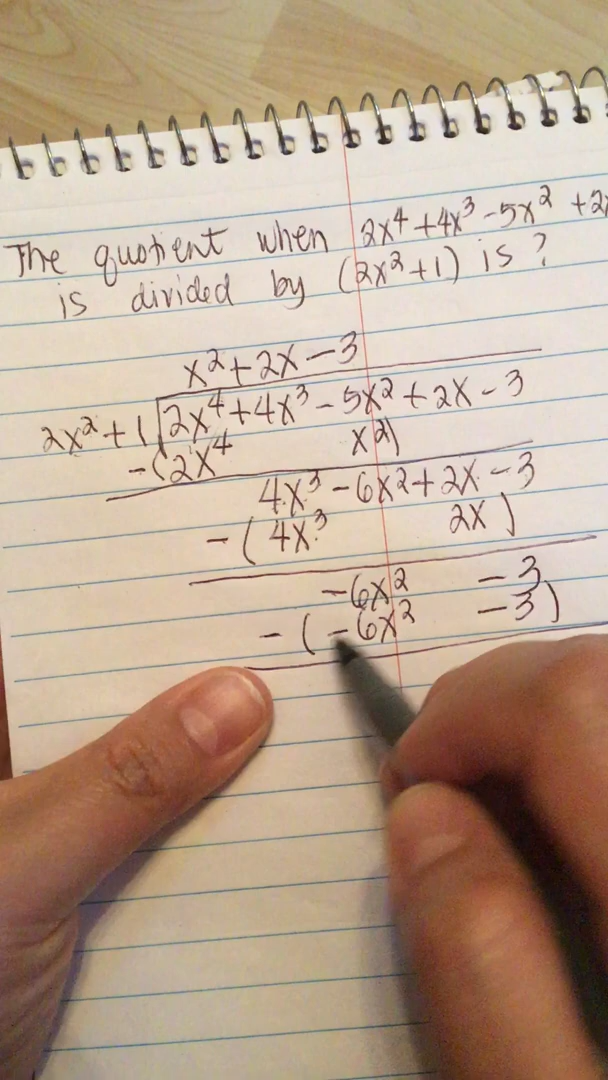 The quotient when 2x⁴ + 4x³ - 5x² + 2x
is divided by (2x² + 1) is ?
x² + 2x - 3
2x² + 1 2x⁴ + 4x³ - 5x² + 2x - 3
-(2x⁴ x²)
4x³ - 6x² + 2x - 3
-(4x³ 2x)
-6x² - 3
-(-6x² - 3)